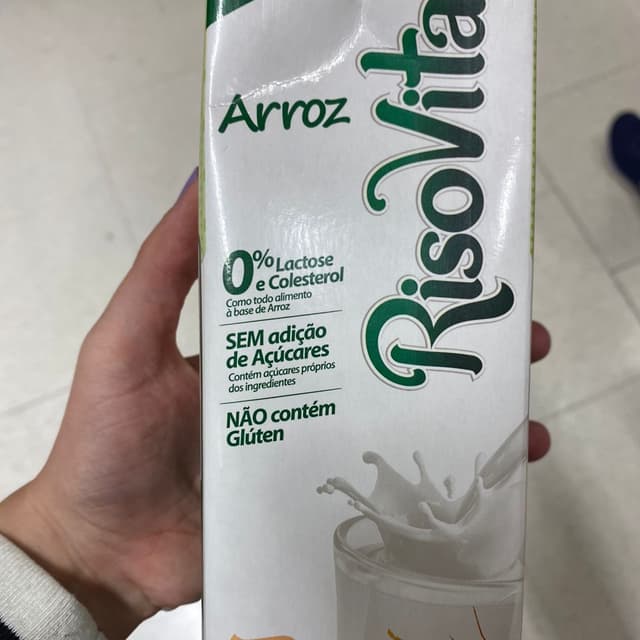 Arroz
RisoVita
0% Lactose
e Colesterol
Como todo alimento
à base de Arroz
SEM adição
de Açúcares
Contém açúcares próprios
dos ingredientes
NÃO contém
Glúten